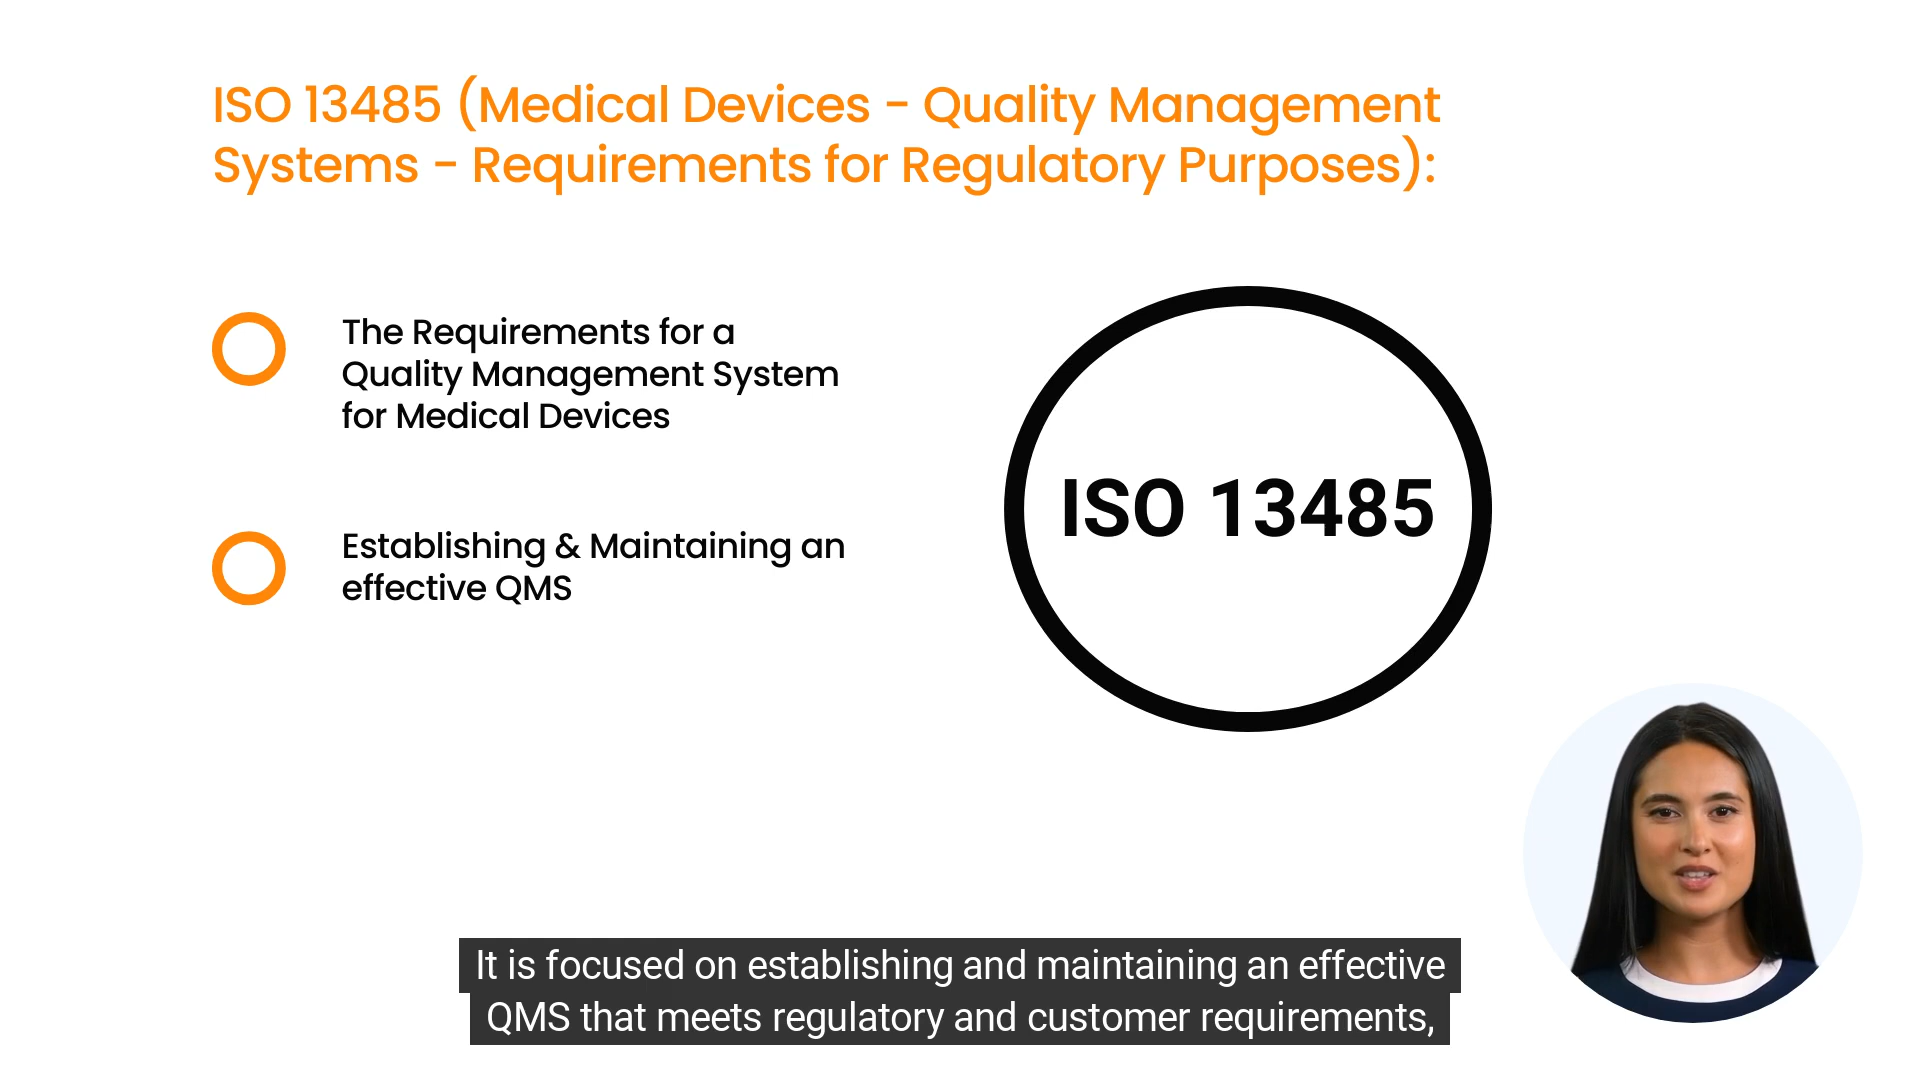 ISO 13485 (Medical Devices - Quality Management
Systems - Requirements for Regulatory Purposes):
The Requirements for a
Quality Management System
for Medical Devices
Establishing & Maintaining an
effective QMS
ISO 13485
It is focused on establishing and maintaining an effective
QMS that meets regulatory and customer requirements,